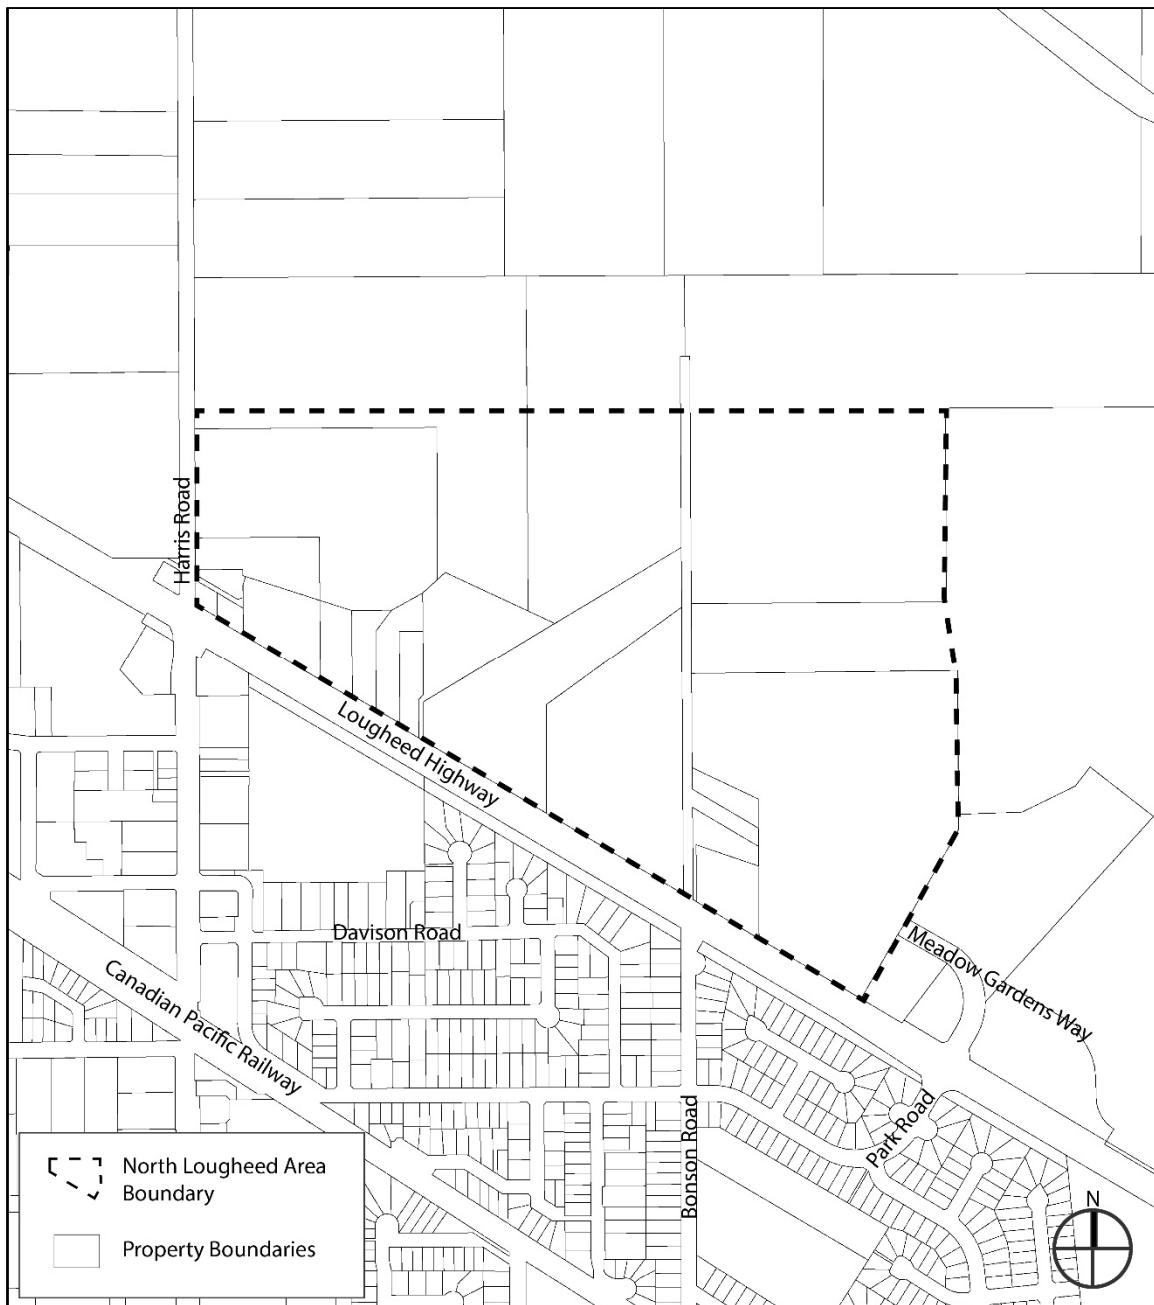 Harris Road
Lougheed Highway
Davison Road
Canadian Pacific Railway
Meadow Gardens Way
Park Road
Bonson Road
North Lougheed Area
Boundary
Property Boundaries
N